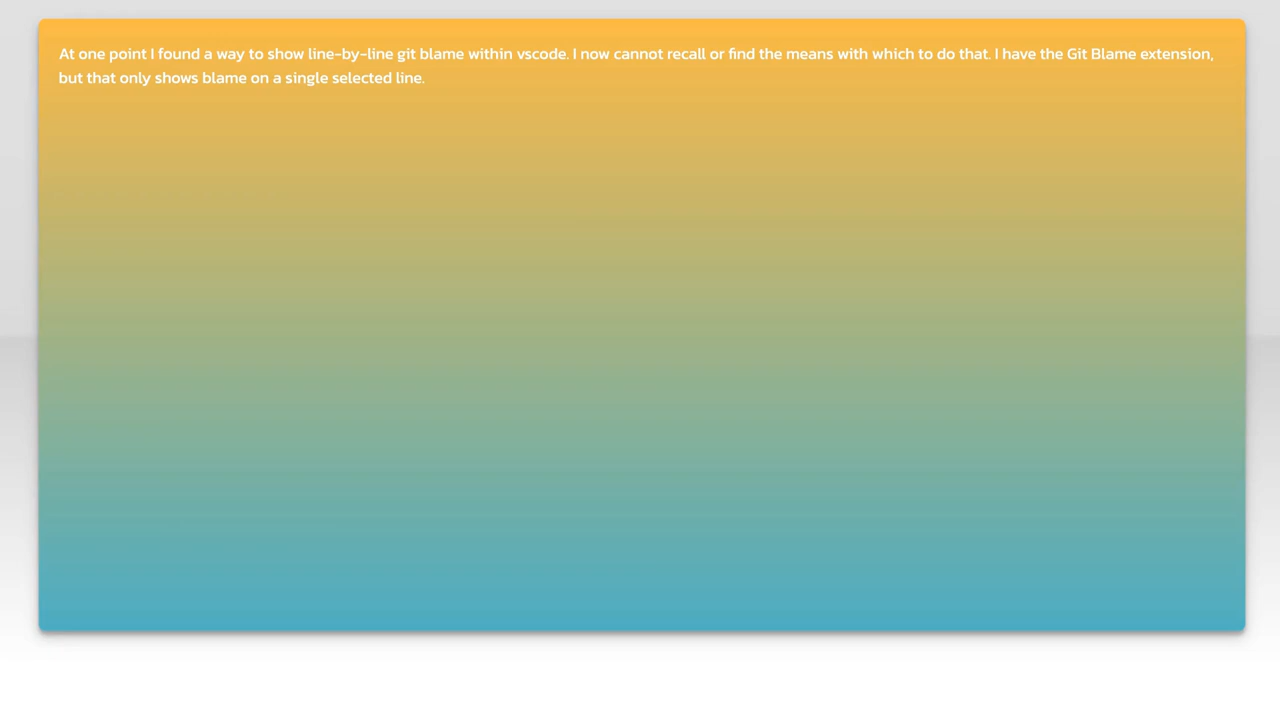 At one point I found a way to show line-by-line git blame within vscode. I now cannot recall or find the means with which to do that. I have the Git Blame extension,
but that only shows blame on a single selected line.